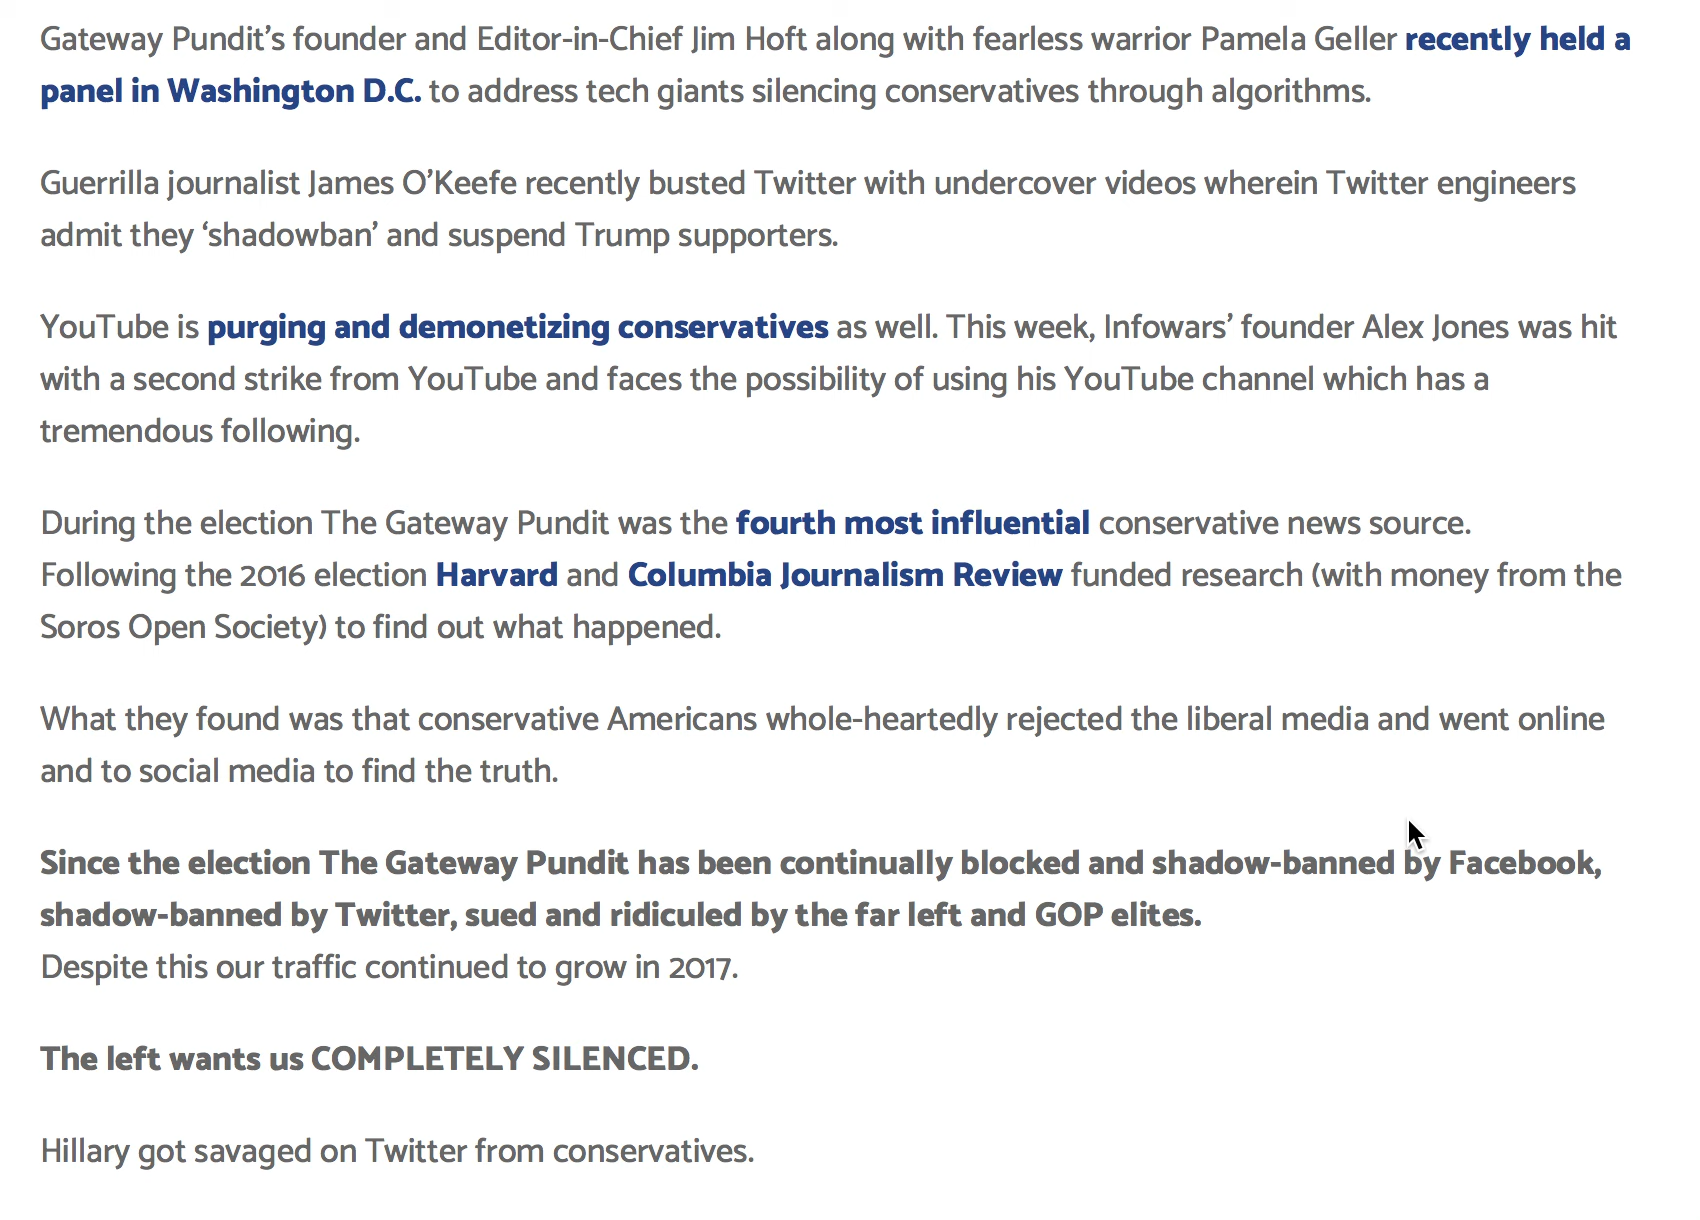 Gateway Pundit’s founder and Editor-in-Chief Jim Hoft along with fearless warrior Pamela Geller recently held a
panel in Washington D.C. to address tech giants silencing conservatives through algorithms.
Guerrilla journalist James O’Keefe recently busted Twitter with undercover videos wherein Twitter engineers
admit they ‘shadowban’ and suspend Trump supporters.
YouTube is purging and demonetizing conservatives as well. This week, Infowars’ founder Alex Jones was hit
with a second strike from YouTube and faces the possibility of using his YouTube channel which has a
tremendous following.
During the election The Gateway Pundit was the fourth most influential conservative news source.
Following the 2016 election Harvard and Columbia Journalism Review funded research (with money from the
Soros Open Society) to find out what happened.
What they found was that conservative Americans whole-heartedly rejected the liberal media and went online
and to social media to find the truth.
Since the election The Gateway Pundit has been continually blocked and shadow-banned by Facebook,
shadow-banned by Twitter, sued and ridiculed by the far left and GOP elites.
Despite this our traffic continued to grow in 2017.
The left wants us COMPLETELY SILENCED.
Hillary got savaged on Twitter from conservatives.